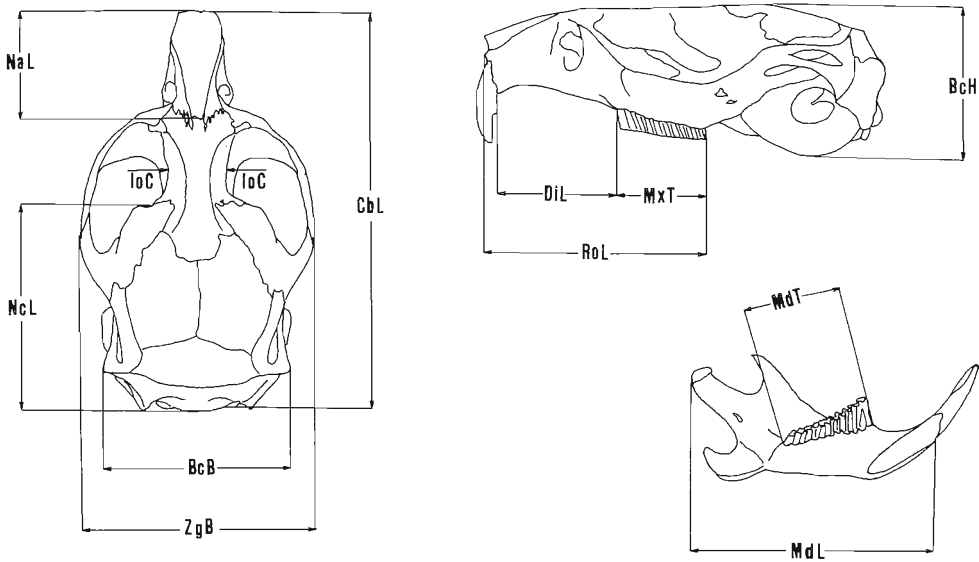 NaL
IoC IoC
CbL
NcL
BcB
ZgB
BcH
DiL MxT
RoL
MdT
MdL